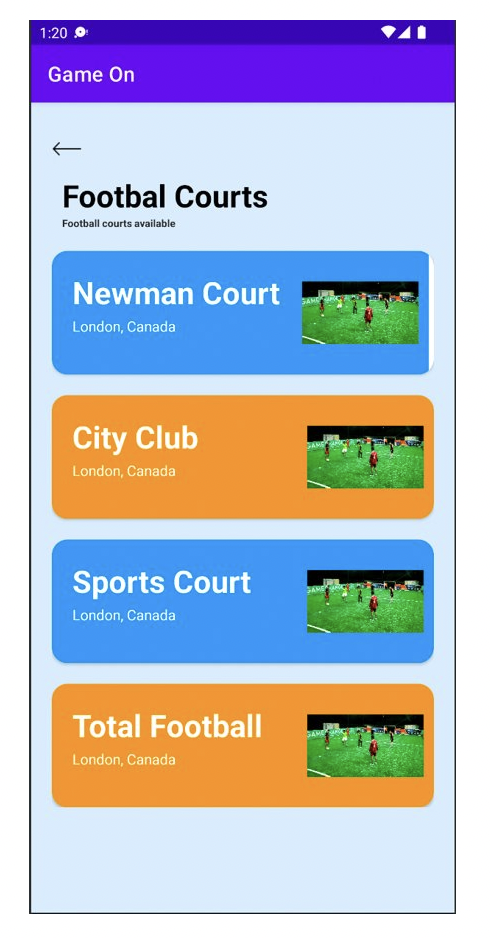 1:20
Game On
Footbal Courts
Football courts available
Newman Court
London, Canada
City Club
London, Canada
Sports Court
London, Canada
Total Football
London, Canada